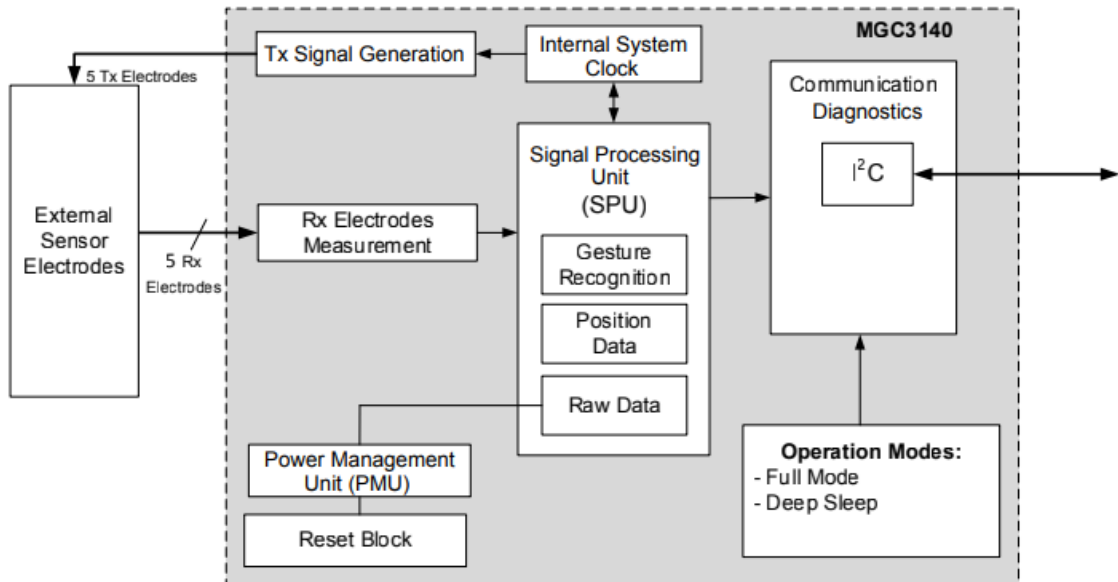 MGC3140
Tx Signal Generation
Internal System
Clock
5 Tx Electrodes
Communication
Diagnostics
I²C
Signal Processing
Unit
(SPU)
External
Sensor
Electrodes
Rx Electrodes
Measurement
5 Rx
Electrodes
Gesture
Recognition
Position
Data
Raw Data
Power Management
Unit (PMU)
Reset Block
Operation Modes:
- Full Mode
- Deep Sleep